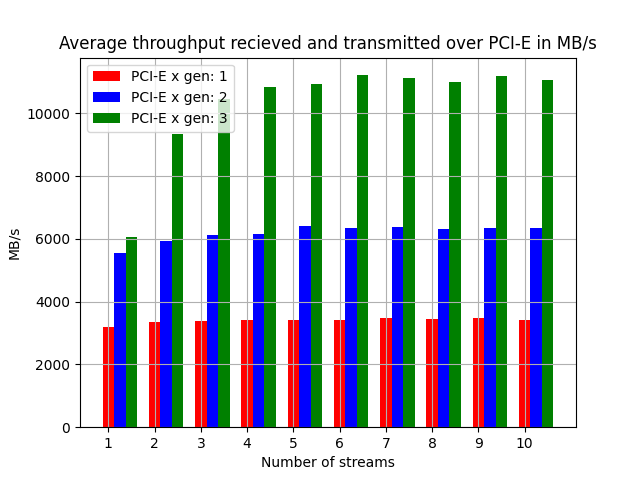 Average throughput recieved and transmitted over PCI-E in MB/s
PCI-E x gen: 1
PCI-E x gen: 2
PCI-E x gen: 3
10000
8000
6000
4000
2000
0
MB/s
1 2 3 4 5 6 7 8 9 10
Number of streams